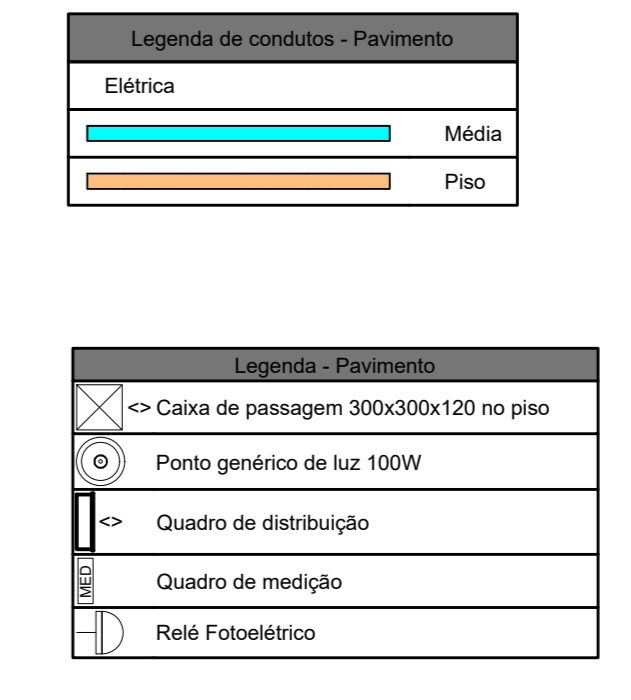 Legenda de condutos - Pavimento
Elétrica
Média
Piso
Legenda - Pavimento
<> Caixa de passagem 300x300x120 no piso
Ponto genérico de luz 100W
<> Quadro de distribuição
MED Quadro de medição
Relé Fotoelétrico